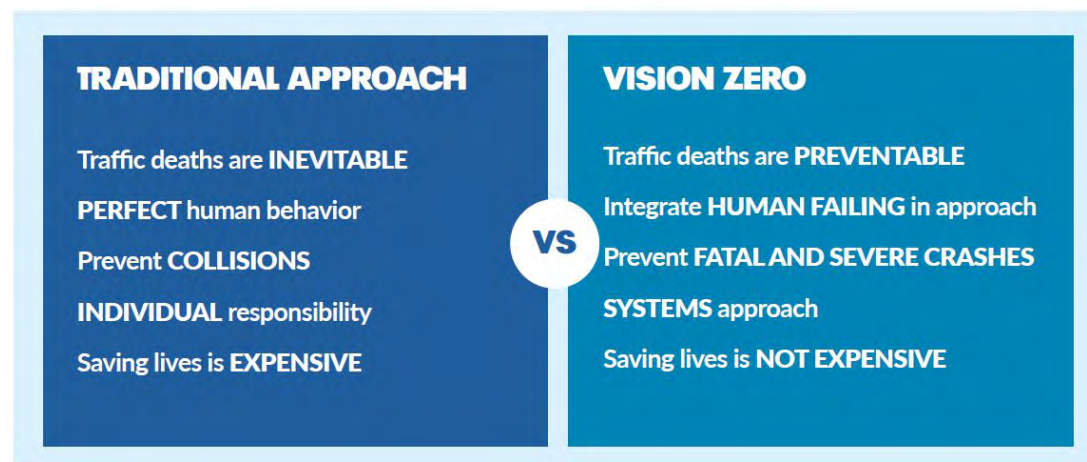 TRADITIONAL APPROACH
Traffic deaths are INEVITABLE
PERFECT human behavior
Prevent COLLISIONS
INDIVIDUAL responsibility
Saving lives is EXPENSIVE
VS
VISION ZERO
Traffic deaths are PREVENTABLE
Integrate HUMAN FAILING in approach
Prevent FATAL AND SEVERE CRASHES
SYSTEMS approach
Saving lives is NOT EXPENSIVE